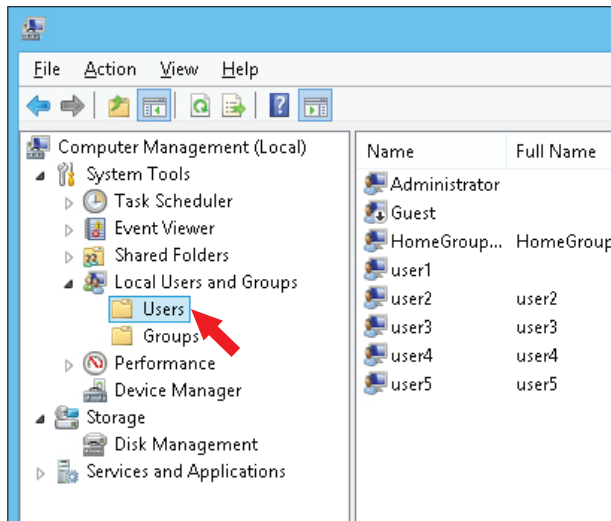 File Action View Help
Computer Management (Local)
System Tools
Task Scheduler
Event Viewer
Shared Folders
Local Users and Groups
Users
Groups
Performance
Device Manager
Storage
Disk Management
Services and Applications
Name Full Name
Administrator
Guest
HomeGroup... HomeGroup
user1
user2 user2
user3 user3
user4 user4
user5 user5